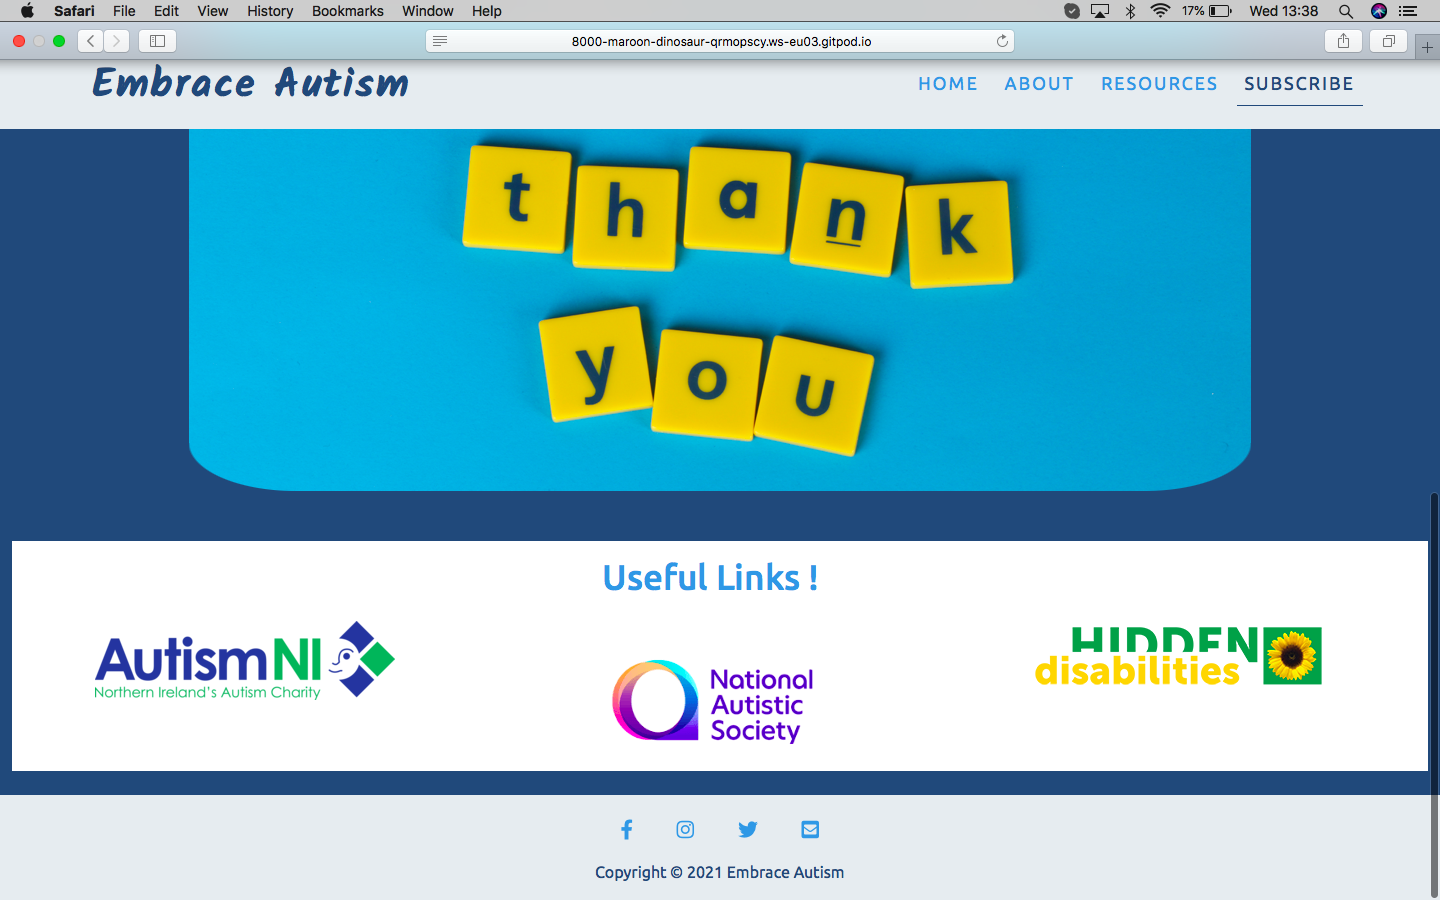 Safari File Edit View History Bookmarks Window Help 17% Wed 13:38
8000-maroon-dinosaur-qrmopscy.ws-eu03.gitpod.io
Embrace Autism HOME ABOUT RESOURCES SUBSCRIBE
thank
you
Useful Links !
AutismNI
Northern Ireland's Autism Charity
National
Autistic
Society
HIDDEN
disabilities
Copyright © 2021 Embrace Autism